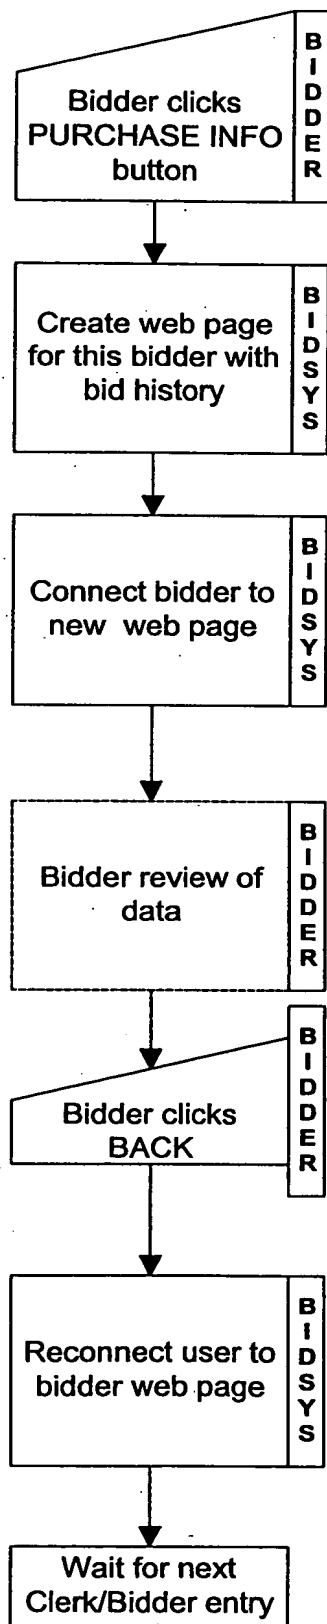 Bidder clicks
PURCHASE INFO
button
BIDDER
Create web page
for this bidder with
bid history
BIDSYS
Connect bidder to
new web page
BIDSYS
Bidder review of
data
BIDDER
Bidder clicks
BACK
BIDDER
Reconnect user to
bidder web page
BIDSYS
Wait for next
Clerk/Bidder entry